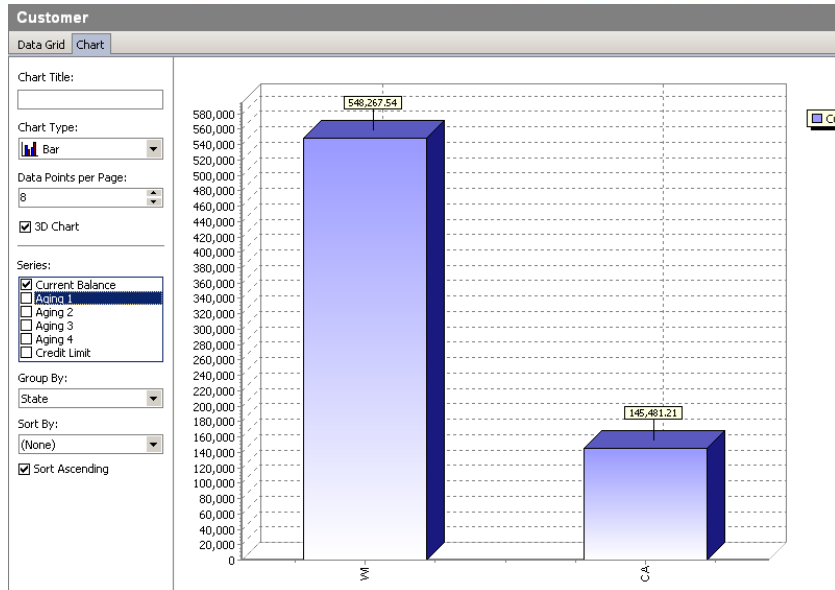 Customer
Data Grid Chart
Chart Title:
Chart Type:
Bar
Data Points per Page:
8
3D Chart
Series:
Current Balance
Aging 1
Aging 2
Aging 3
Aging 4
Credit Limit
Group By:
State
Sort By:
(None)
Sort Ascending
580,000
560,000
540,000
520,000
500,000
480,000
460,000
440,000
420,000
400,000
380,000
360,000
340,000
320,000
300,000
280,000
260,000
240,000
220,000
200,000
180,000
160,000
140,000
120,000
100,000
80,000
60,000
40,000
20,000
0
548,267.54
145,481.21
WI
CA